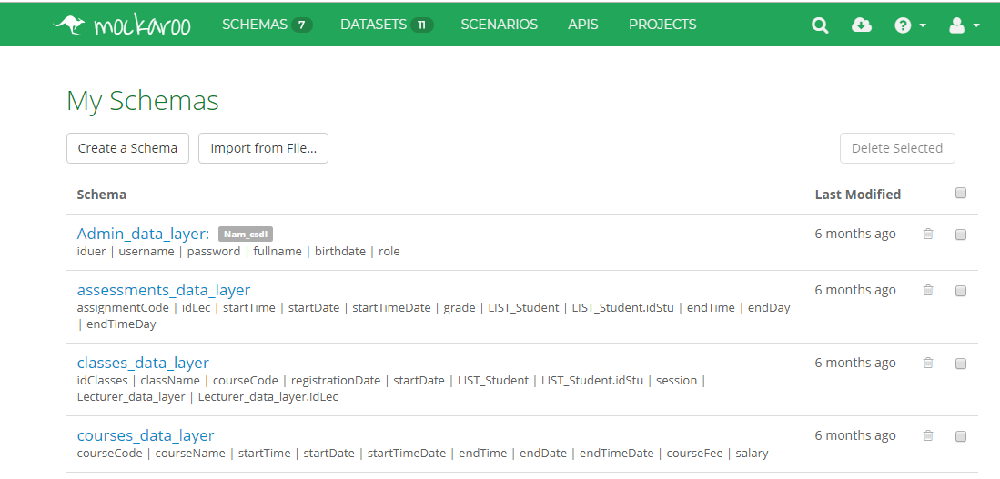 mockaroo SCHEMAS 7 DATASETS 11 SCENARIOS APIS PROJECTS
My Schemas
Create a Schema Import from File... Delete Selected
Schema Last Modified
Admin_data_layer: Nam_csdl 6 months ago
iduer | username | password | fullname | birthdate | role
assessments_data_layer 6 months ago
assignmentCode | idLec | startTime | startDate | startTimeDate | grade | LIST_Student | LIST_Student.idStu | endTime | endDay
| endTimeDay
classes_data_layer 6 months ago
idClasses | className | courseCode | registrationDate | startDate | LIST_Student | LIST_Student.idStu | session |
Lecturer_data_layer | Lecturer_data_layer.idLec
courses_data_layer 6 months ago
courseCode | courseName | startTime | startDate | startTimeDate | endTime | endDate | endTimeDate | courseFee | salary